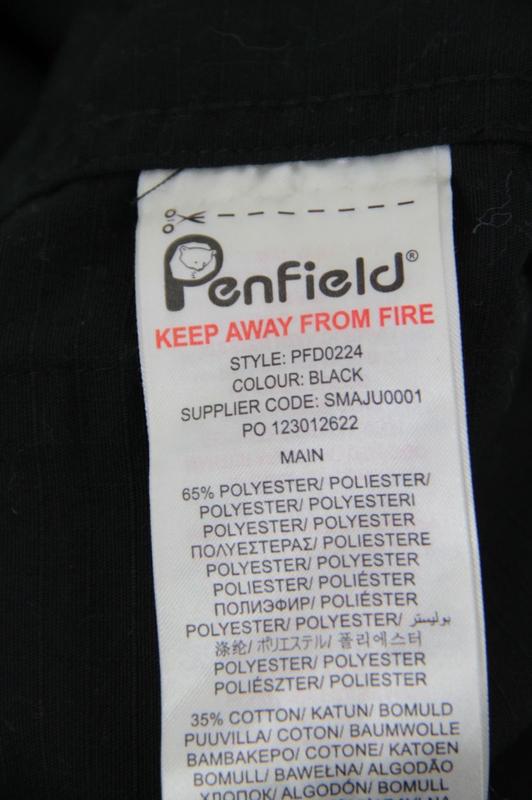 Penfield®
KEEP AWAY FROM FIRE
STYLE: PFD0224
COLOUR: BLACK
SUPPLIER CODE: SMAJU0001
PO 123012622
MAIN
65% POLYESTER/ POLIESTER/
POLYESTER/ POLYESTERI
POLYESTER/ POLYESTER
ΠΟΛΥΕΣΤΕΡΑΣ/ POLIESTERE
POLYESTER/ POLYESTER
POLIESTER/ POLIÉSTER
ПОЛИЭФИР/ POLIÉSTER
POLYESTER/ POLYESTER/ بوليستر
涤纶/ ポリエステル/ 폴리에스터
POLYESTER/ POLYESTER
POLIÉSZTER/ POLIESTER
35% COTTON/ KATUN/ BOMULD
PUUVILLA/ COTON/ BAUMWOLLE
ΒΑΜΒΑΚΕΡΟ/ COTONE/ KATOEN
BOMULL/ BAWEŁNA/ ALGODÃO
ХЛОПОК/ ALGODÓN/ BOMULL